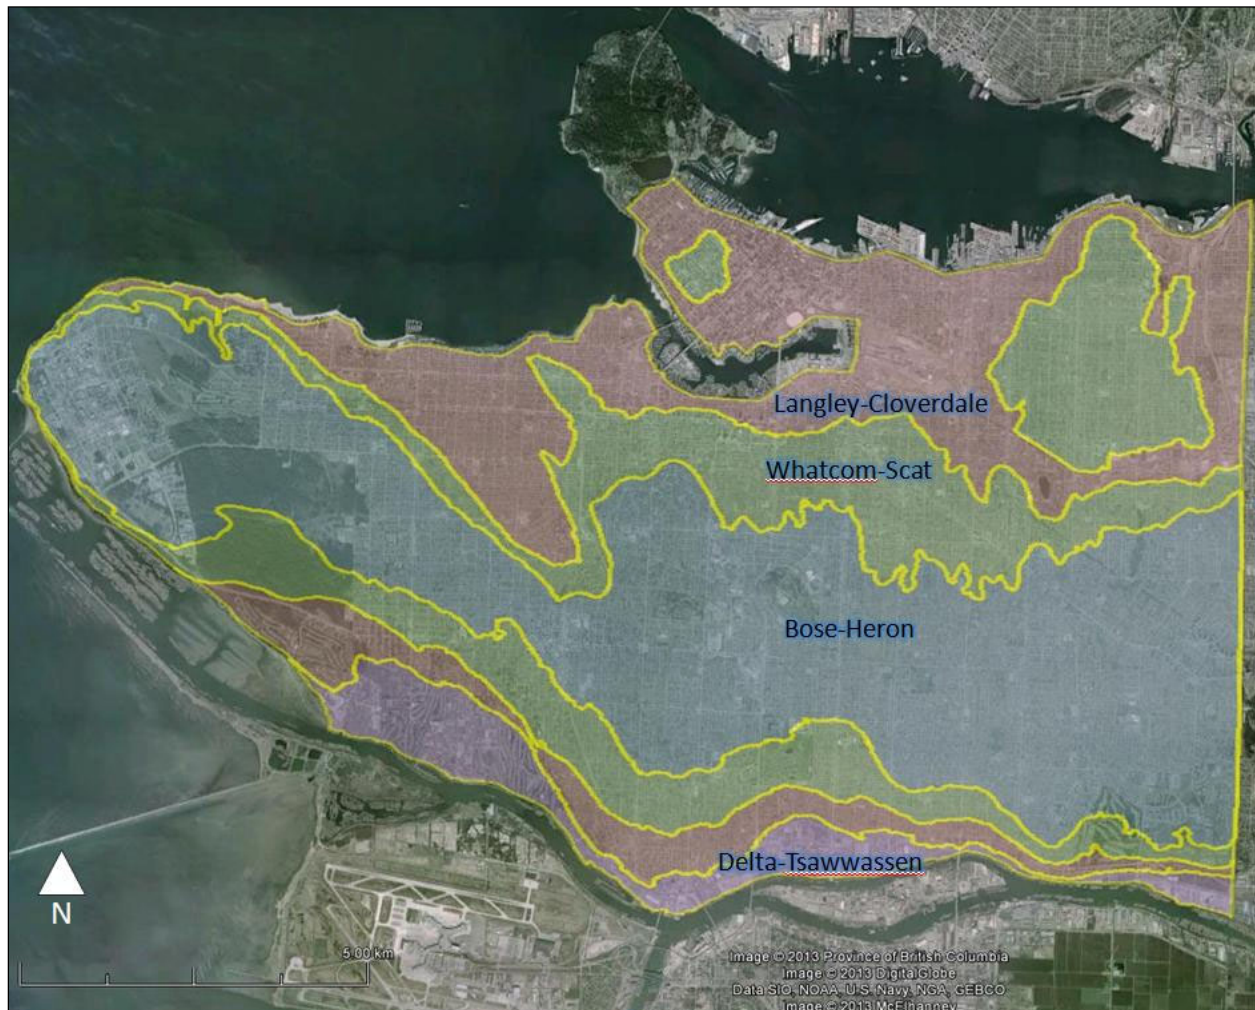 Langley-Cloverdale
Whatcom-Scat
Bose-Heron
Delta-Tsawwassen
N
5.00 km
Image © 2013 Province of British Columbia
Image © 2013 DigitalGlobe
Data SIO, NOAA, U.S. Navy, NGA, GEBCO
Image © 2013 McElhanney